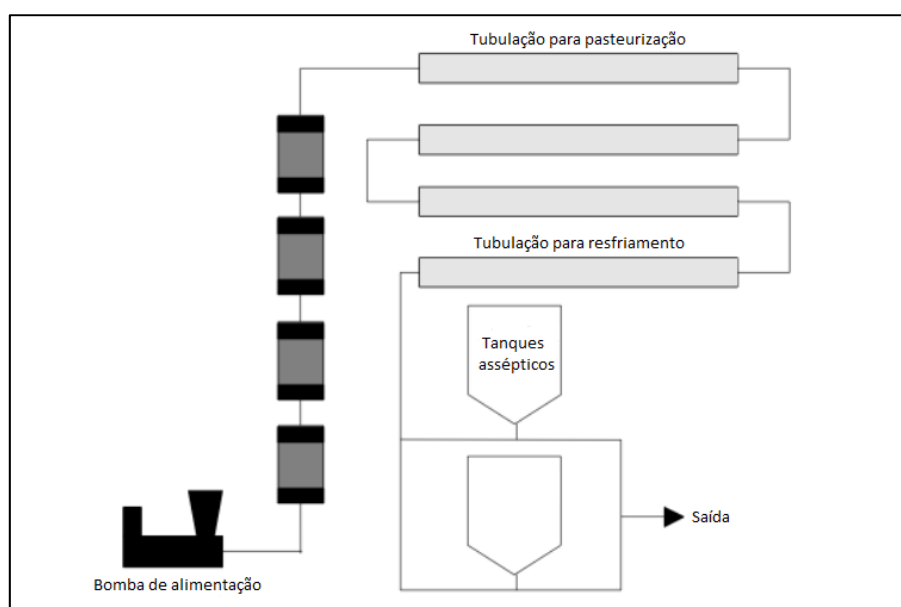 Tubulação para pasteurização
Tubulação para resfriamento
Tanques
assépticos
Saída
Bomba de alimentação